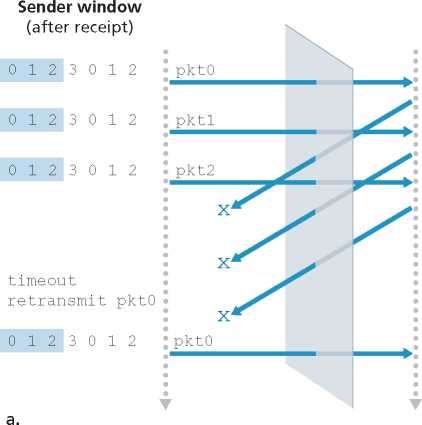 Sender window
(after receipt)
0 1 2 3 0 1 2
pkt0
0 1 2 3 0 1 2
pkt1
0 1 2 3 0 1 2
pkt2
x
x
timeout
retransmit pkt0
x
0 1 2 3 0 1 2
pkt0
a.